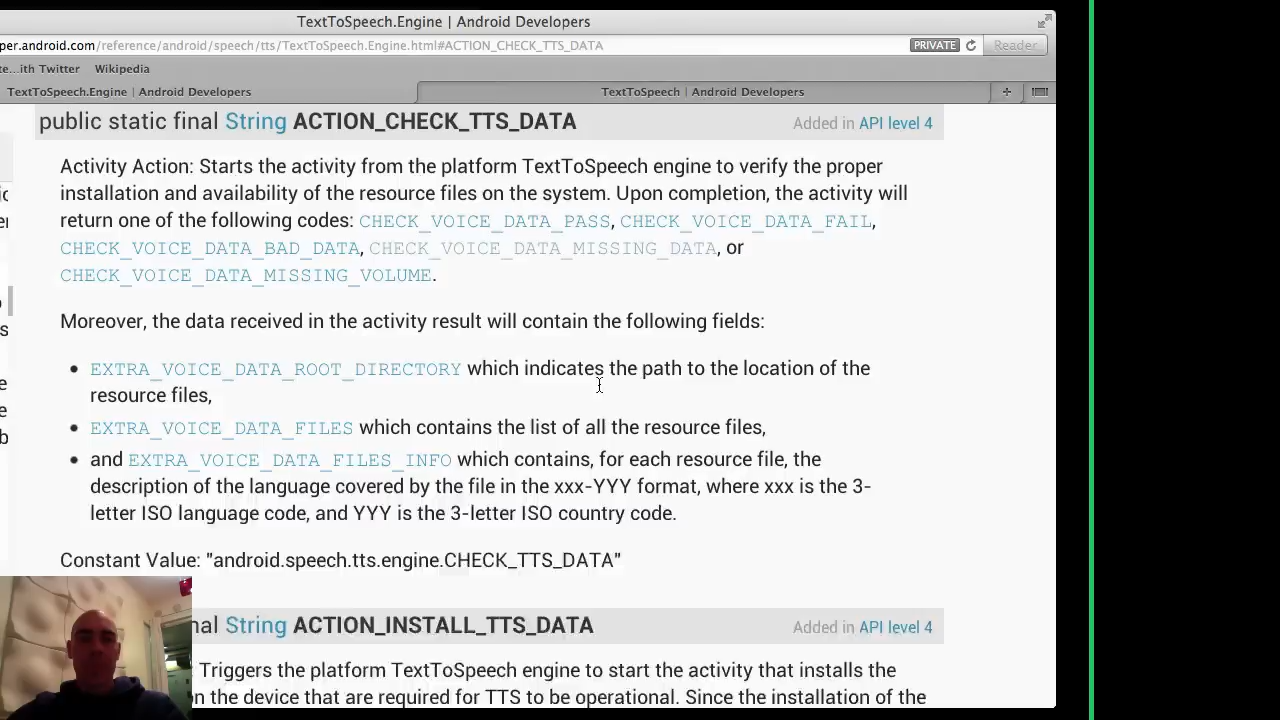 TextToSpeech.Engine | Android Developers
per.android.com/reference/android/speech/tts/TextToSpeech.Engine.html#ACTION_CHECK_TTS_DATA
PRIVATE
Reader
te...ith Twitter Wikipedia
TextToSpeech.Engine | Android Developers
TextToSpeech | Android Developers
public static final String ACTION_CHECK_TTS_DATA
Added in API level 4
Activity Action: Starts the activity from the platform TextToSpeech engine to verify the proper
installation and availability of the resource files on the system. Upon completion, the activity will
return one of the following codes: CHECK_VOICE_DATA_PASS, CHECK_VOICE_DATA_FAIL,
CHECK_VOICE_DATA_BAD_DATA, CHECK_VOICE_DATA_MISSING_DATA, or
CHECK_VOICE_DATA_MISSING_VOLUME.
Moreover, the data received in the activity result will contain the following fields:
• EXTRA_VOICE_DATA_ROOT_DIRECTORY which indicates the path to the location of the
resource files,
• EXTRA_VOICE_DATA_FILES which contains the list of all the resource files,
• and EXTRA_VOICE_DATA_FILES_INFO which contains, for each resource file, the
description of the language covered by the file in the xxx-YYY format, where xxx is the 3-
letter ISO language code, and YYY is the 3-letter ISO country code.
Constant Value: "android.speech.tts.engine.CHECK_TTS_DATA"
nal String ACTION_INSTALL_TTS_DATA
Added in API level 4
Triggers the platform TextToSpeech engine to start the activity that installs the
on the device that are required for TTS to be operational. Since the installation of the